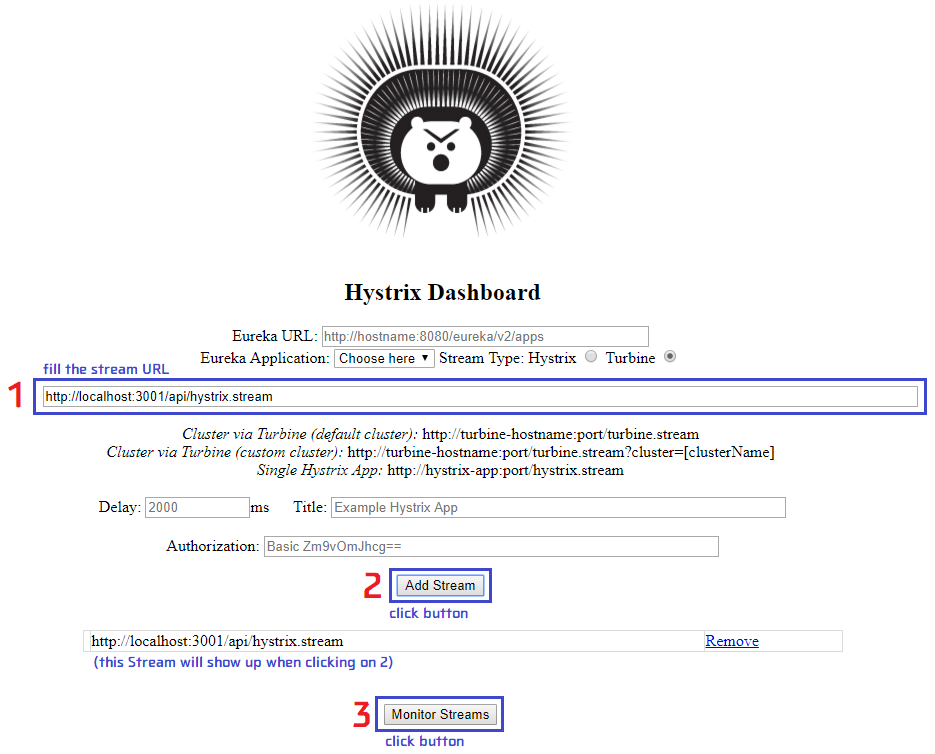 Hystrix Dashboard
Eureka URL: http://hostname:8080/eureka/v2/apps
Eureka Application: Choose here Stream Type: Hystrix Turbine
fill the stream URL
1 http://localhost:3001/api/hystrix.stream
Cluster via Turbine (default cluster): http://turbine-hostname:port/turbine.stream
Cluster via Turbine (custom cluster): http://turbine-hostname:port/turbine.stream?cluster=[clusterName]
Single Hystrix App: http://hystrix-app:port/hystrix.stream
Delay: 2000 ms Title: Example Hystrix App
Authorization: Basic Zm9vOmJhcg==
2 Add Stream
click button
http://localhost:3001/api/hystrix.stream Remove
(this Stream will show up when clicking on 2)
3 Monitor Streams
click button